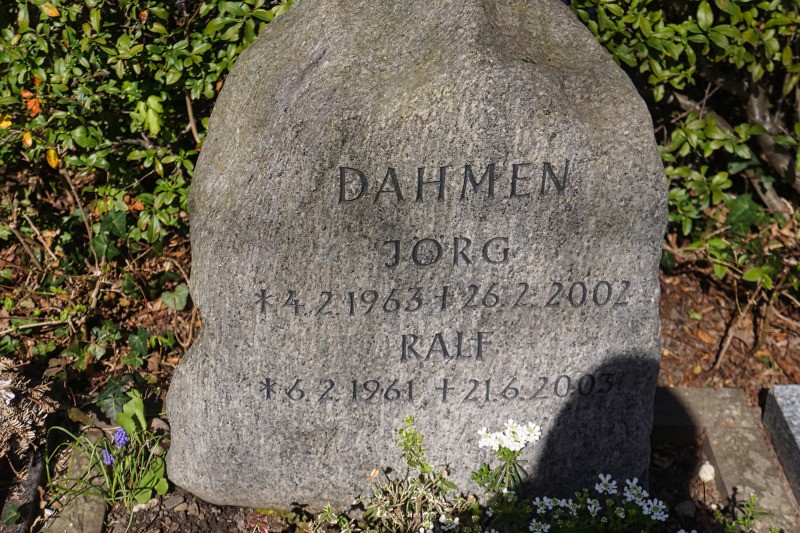 DAHMEN
JÖRG
* 4.2.1963 + 26.2.2002
RALF
* 6.2.1961 + 21.6.2003